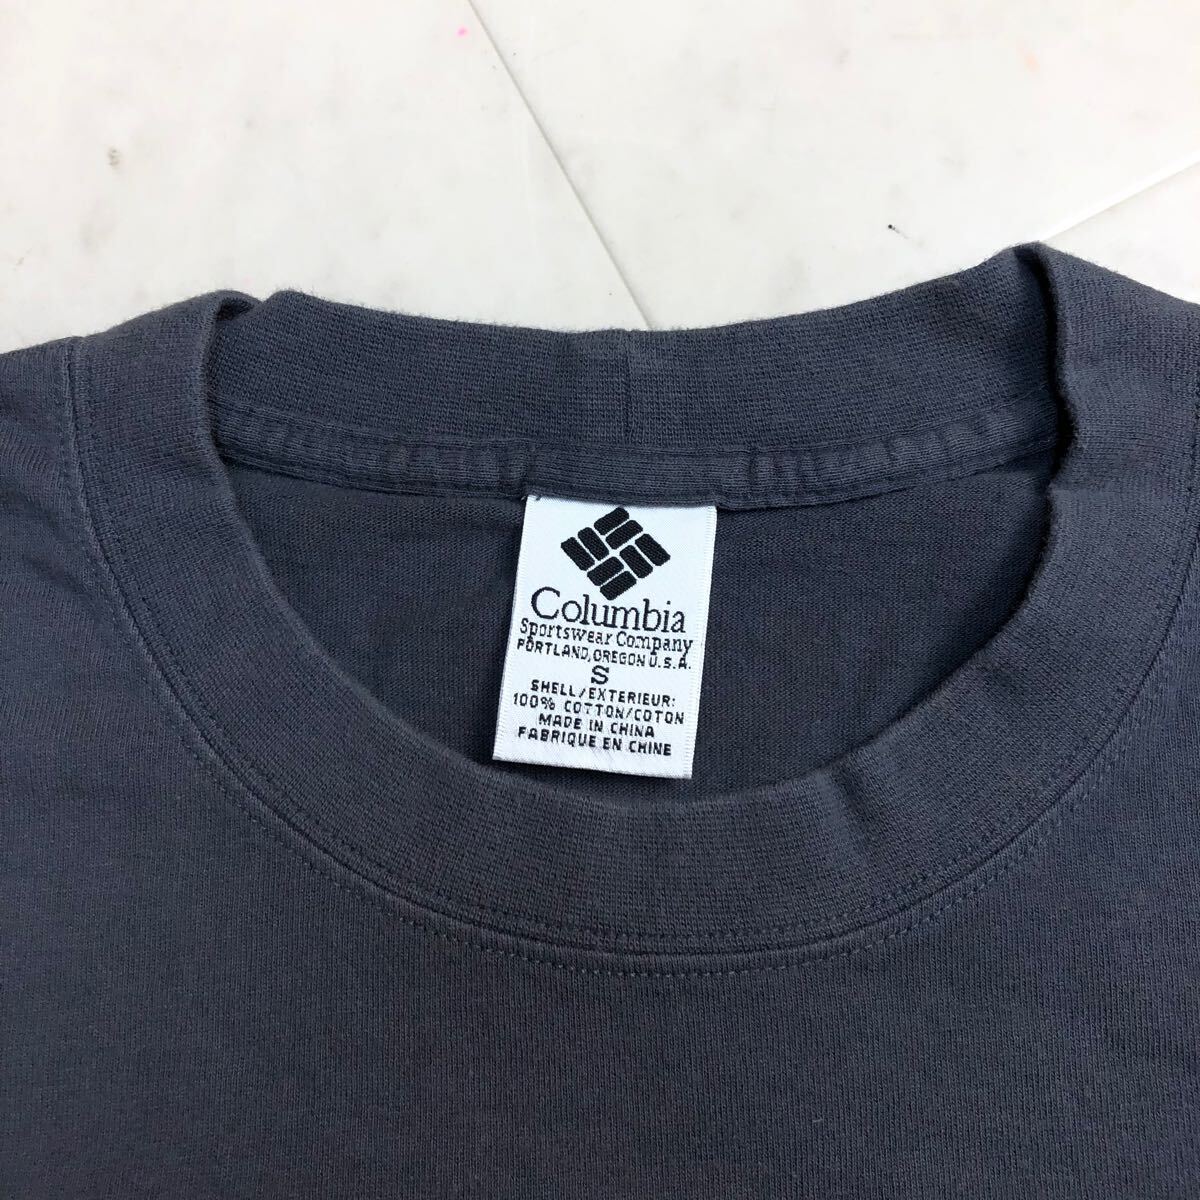 Columbia
Sportswear Company
PORTLAND, OREGON U.S.A.
S
SHELL/EXTERIEUR:
100% COTTON/COTON
MADE IN CHINA
FABRIQUE EN CHINE